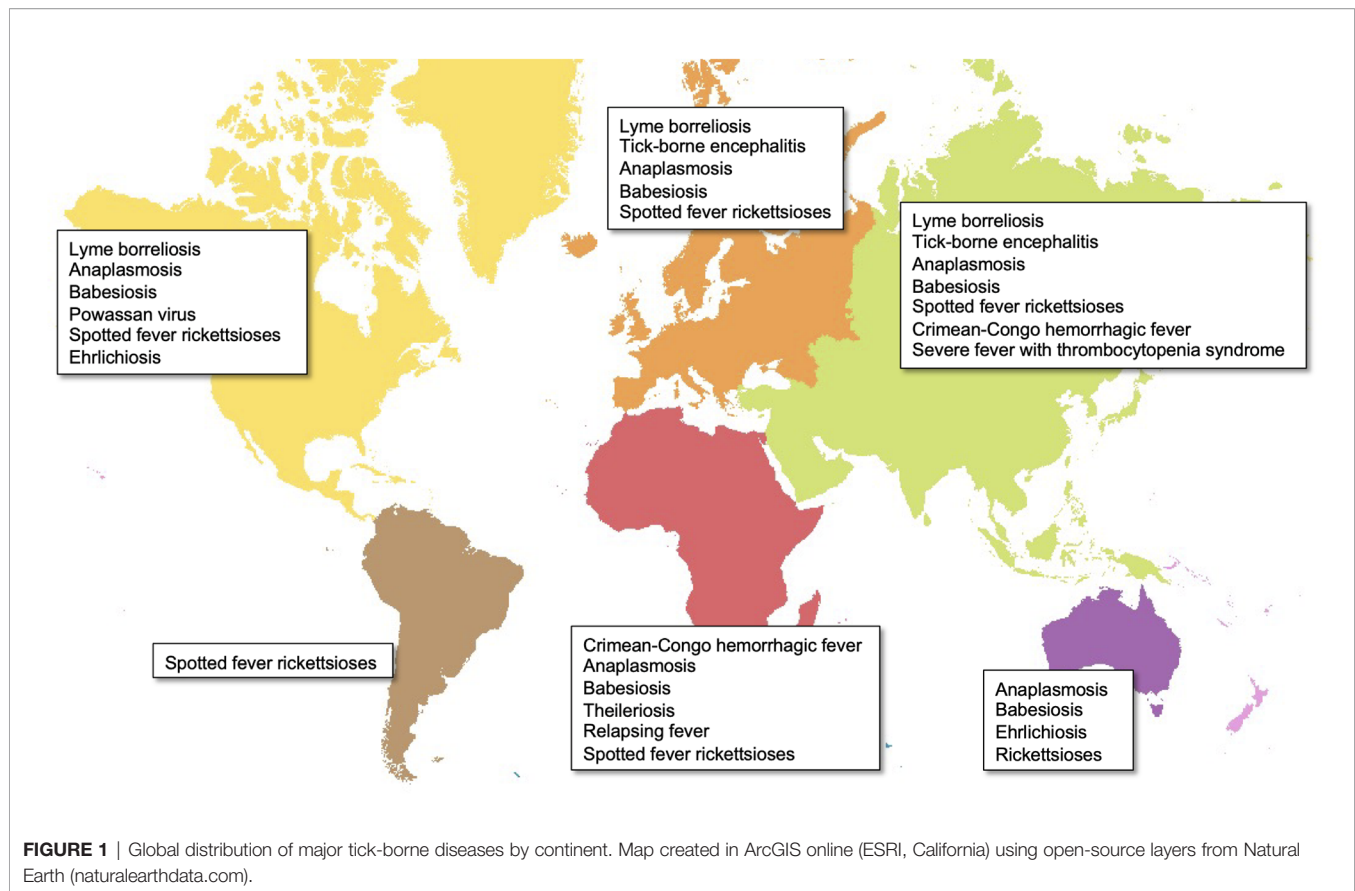 Lyme borreliosis
Anaplasmosis
Babesiosis
Powassan virus
Spotted fever rickettsioses
Ehrlichiosis
Lyme borreliosis
Tick-borne encephalitis
Anaplasmosis
Babesiosis
Spotted fever rickettsioses
Lyme borreliosis
Tick-borne encephalitis
Anaplasmosis
Babesiosis
Spotted fever rickettsioses
Crimean-Congo hemorrhagic fever
Severe fever with thrombocytopenia syndrome
Spotted fever rickettsioses
Crimean-Congo hemorrhagic fever
Anaplasmosis
Babesiosis
Theileriosis
Relapsing fever
Spotted fever rickettsioses
Anaplasmosis
Babesiosis
Ehrlichiosis
Rickettsioses
FIGURE 1 | Global distribution of major tick-borne diseases by continent. Map created in ArcGIS online (ESRI, California) using open-source layers from Natural
Earth (naturalearthdata.com).